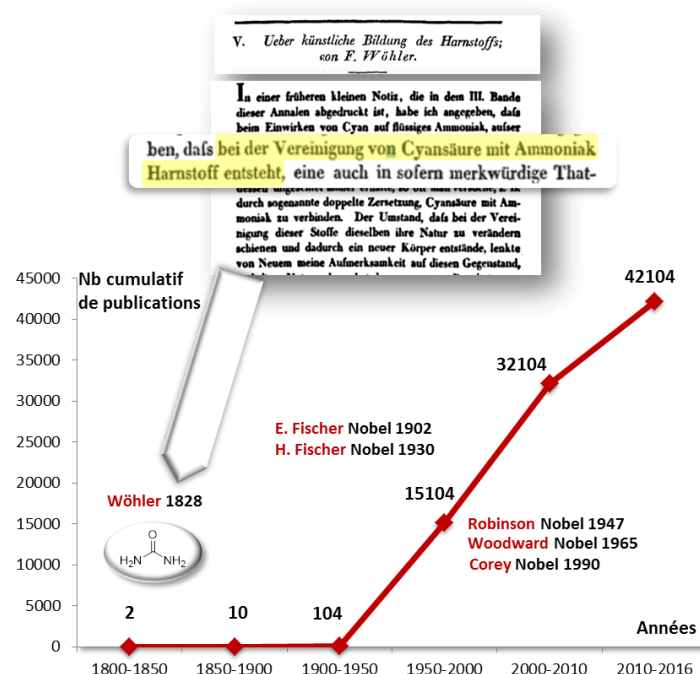 V. Ueber künstliche Bildung des Harnstoffs;
von F. Wöhler.
In einer früheren kleinen Notiz, die in dem III. Bande
dieser Annalen abgedruckt ist, habe ich angegeben, daſs
beim Einwirken von Cyan auf flüssiges Ammoniak, auſser
ben, daſs bei der Vereinigung von Cyansäure mit Ammoniak
Harnstoff entsteht, eine auch in sofern merkwürdige That-
durch sogenannte doppelte Zersetzung, Cyansäure mit Am-
moniak zu verbinden. Der Umstand, daſs bei der Verei-
nigung dieser Stoffe dieselben ihre Natur zu verändern
schienen und dadurch ein neuer Körper entstände, lenkte
von Neuem meine Aufmerksamkeit auf diesen Gegenstand,
Nb cumulatif
de publications
45000
40000
35000
30000
25000
20000
15000
10000
5000
0
42104
32104
E. Fischer Nobel 1902
H. Fischer Nobel 1930
15104
Wöhler 1828
Robinson Nobel 1947
Woodward Nobel 1965
Corey Nobel 1990
O
H₂N NH₂
2
10
104
Années
1800-1850
1850-1900
1900-1950
1950-2000
2000-2010
2010-2016